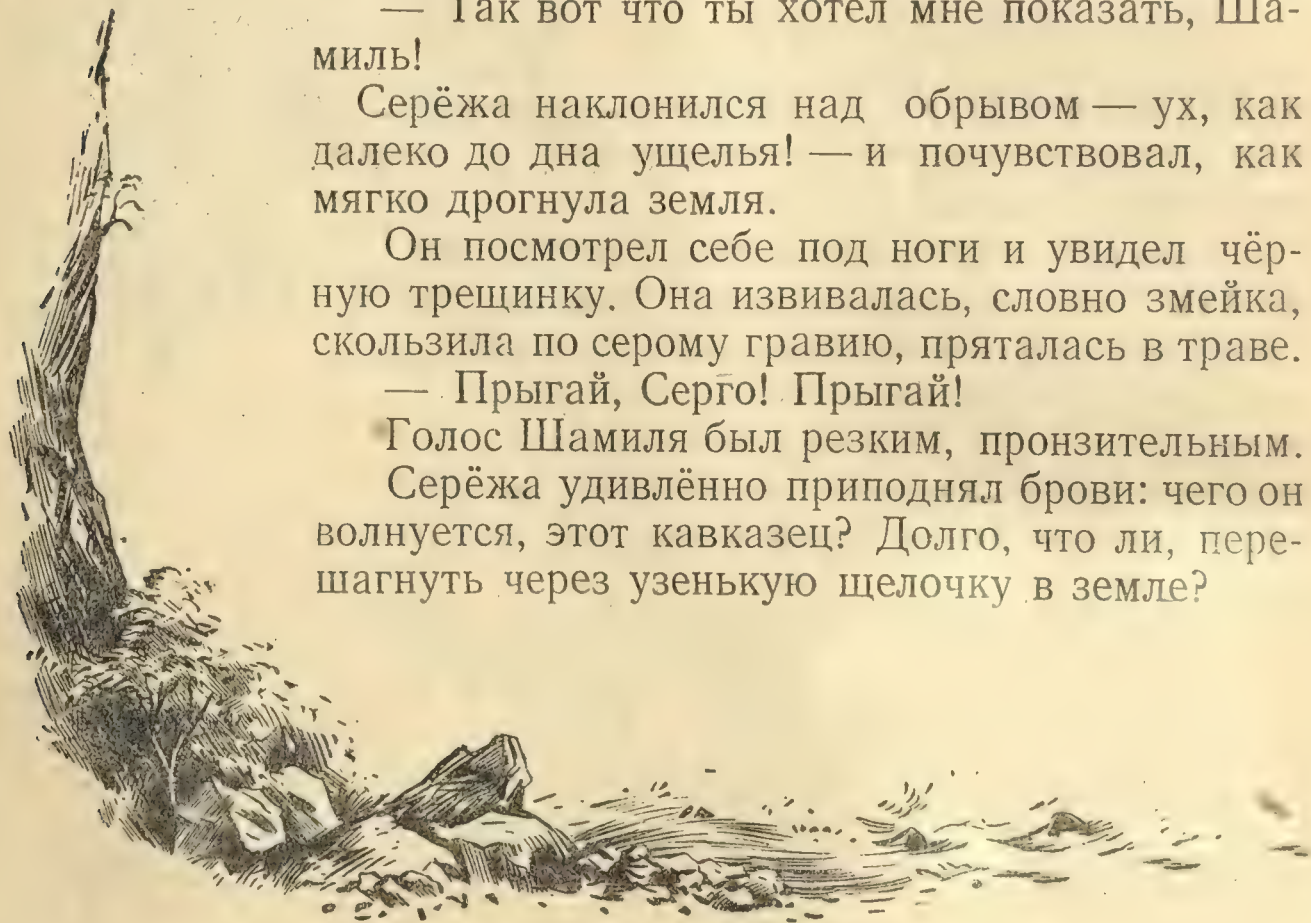 — Так вот что ты хотел мне показать, Ша-
миль!
Серёжа наклонился над обрывом — ух, как
далеко до дна ущелья! — и почувствовал, как
мягко дрогнула земля.
Он посмотрел себе под ноги и увидел чёр-
ную трещинку. Она извивалась, словно змейка,
скользила по серому гравию, пряталась в траве.
— Прыгай, Серго! Прыгай!
Голос Шамиля был резким, пронзительным.
Серёжа удивлённо приподнял брови: чего он
волнуется, этот кавказец? Долго, что ли, пере-
шагнуть через узенькую щелочку в земле?